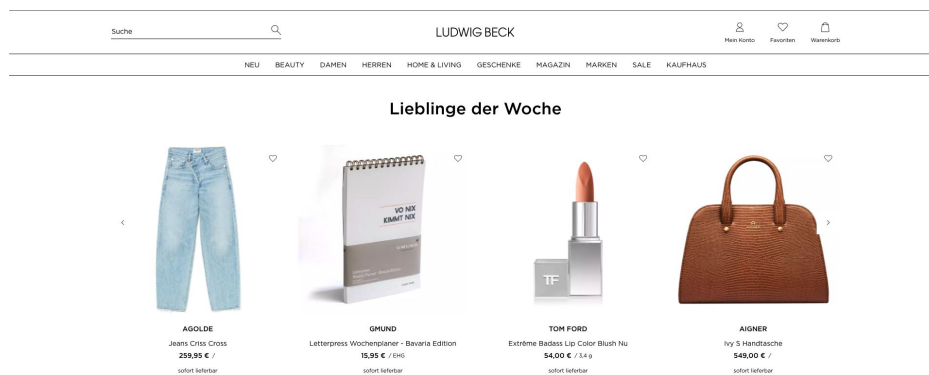 Suche
LUDWIG BECK
Mein Konto
Favoriten
Warenkorb
NEU BEAUTY DAMEN HERREN HOME & LIVING GESCHENKE MAGAZIN MARKEN SALE KAUFHAUS
Lieblinge der Woche
VO NIX
KIMMT NIX
TF
AGOLDE
Jeans Criss Cross
259,95 € /
sofort lieferbar
GMUND
Letterpress Wochenplaner - Bavaria Edition
15,95 € / EHG
sofort lieferbar
TOM FORD
Extrême Badass Lip Color Blush Nu
54,00 € / 3,4 g
sofort lieferbar
AIGNER
Ivy S Handtasche
549,00 € /
sofort lieferbar